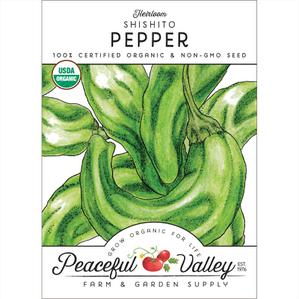 Heirloom
SHISHITO
PEPPER
100% CERTIFIED ORGANIC & NON-GMO SEED
USDA
ORGANIC
GROW ORGANIC FOR LIFE
Peaceful Valley
EST.
1976
FARM & GARDEN SUPPLY